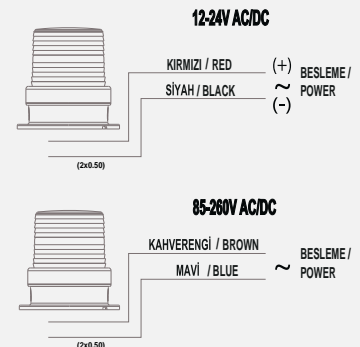 12-24V AC/DC
KIRMIZI / RED (+)
SİYAH / BLACK ~ (-)
BESLEME / POWER
(2x0.50)
85-260V AC/DC
KAHVERENGİ / BROWN
MAVİ / BLUE ~
BESLEME / POWER
(2x0.50)